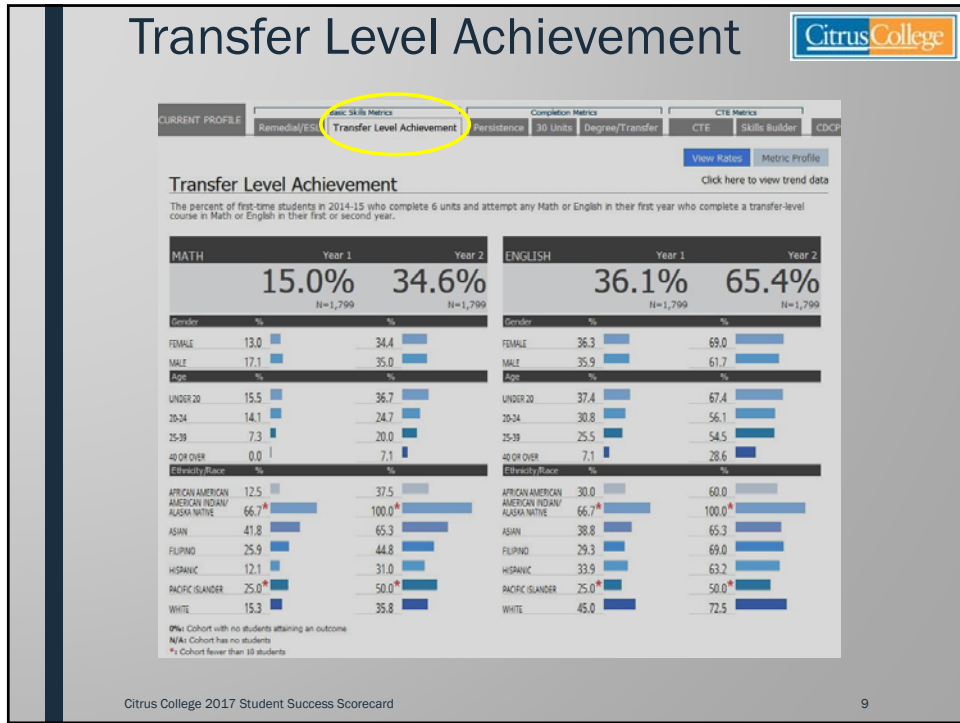 Transfer Level Achievement
Citrus College
CURRENT PROFILE
Basic Skills Metrics
Completion Metrics
CTE Metrics
Remedial/ESL Transfer Level Achievement Persistence 30 Units Degree/Transfer CTE Skills Builder CDCP
View Rates Metric Profile
Transfer Level Achievement
Click here to view trend data
The percent of first-time students in 2014-15 who complete 6 units and attempt any Math or English in their first year who complete a transfer-level
course in Math or English in their first or second year.
MATH Year 1 Year 2
15.0% 34.6%
N=1,799 N=1,799
Gender % %
FEMALE 13.0 34.4
MALE 17.1 35.0
Age % %
UNDER 20 15.5 36.7
20-24 14.1 24.7
25-39 7.3 20.0
40 OR OVER 0.0 7.1
Ethnicity/Race % %
AFRICAN AMERICAN 12.5 37.5
AMERICAN INDIAN/
ALASKA NATIVE 66.7* 100.0*
ASIAN 41.8 65.3
FILIPINO 25.9 44.8
HISPANIC 12.1 31.0
PACIFIC ISLANDER 25.0* 50.0*
WHITE 15.3 35.8
ENGLISH Year 1 Year 2
36.1% 65.4%
N=1,799 N=1,799
Gender % %
FEMALE 36.3 69.0
MALE 35.9 61.7
Age % %
UNDER 20 37.4 67.4
20-24 30.8 56.1
25-39 25.5 54.5
40 OR OVER 7.1 28.6
Ethnicity/Race % %
AFRICAN AMERICAN 30.0 60.0
AMERICAN INDIAN/
ALASKA NATIVE 66.7* 100.0*
ASIAN 38.8 65.3
FILIPINO 29.3 69.0
HISPANIC 33.9 63.2
PACIFIC ISLANDER 25.0* 50.0*
WHITE 45.0 72.5
0%: Cohort with no students attaining an outcome
N/A: Cohort has no students
*: Cohort fewer than 10 students
Citrus College 2017 Student Success Scorecard 9